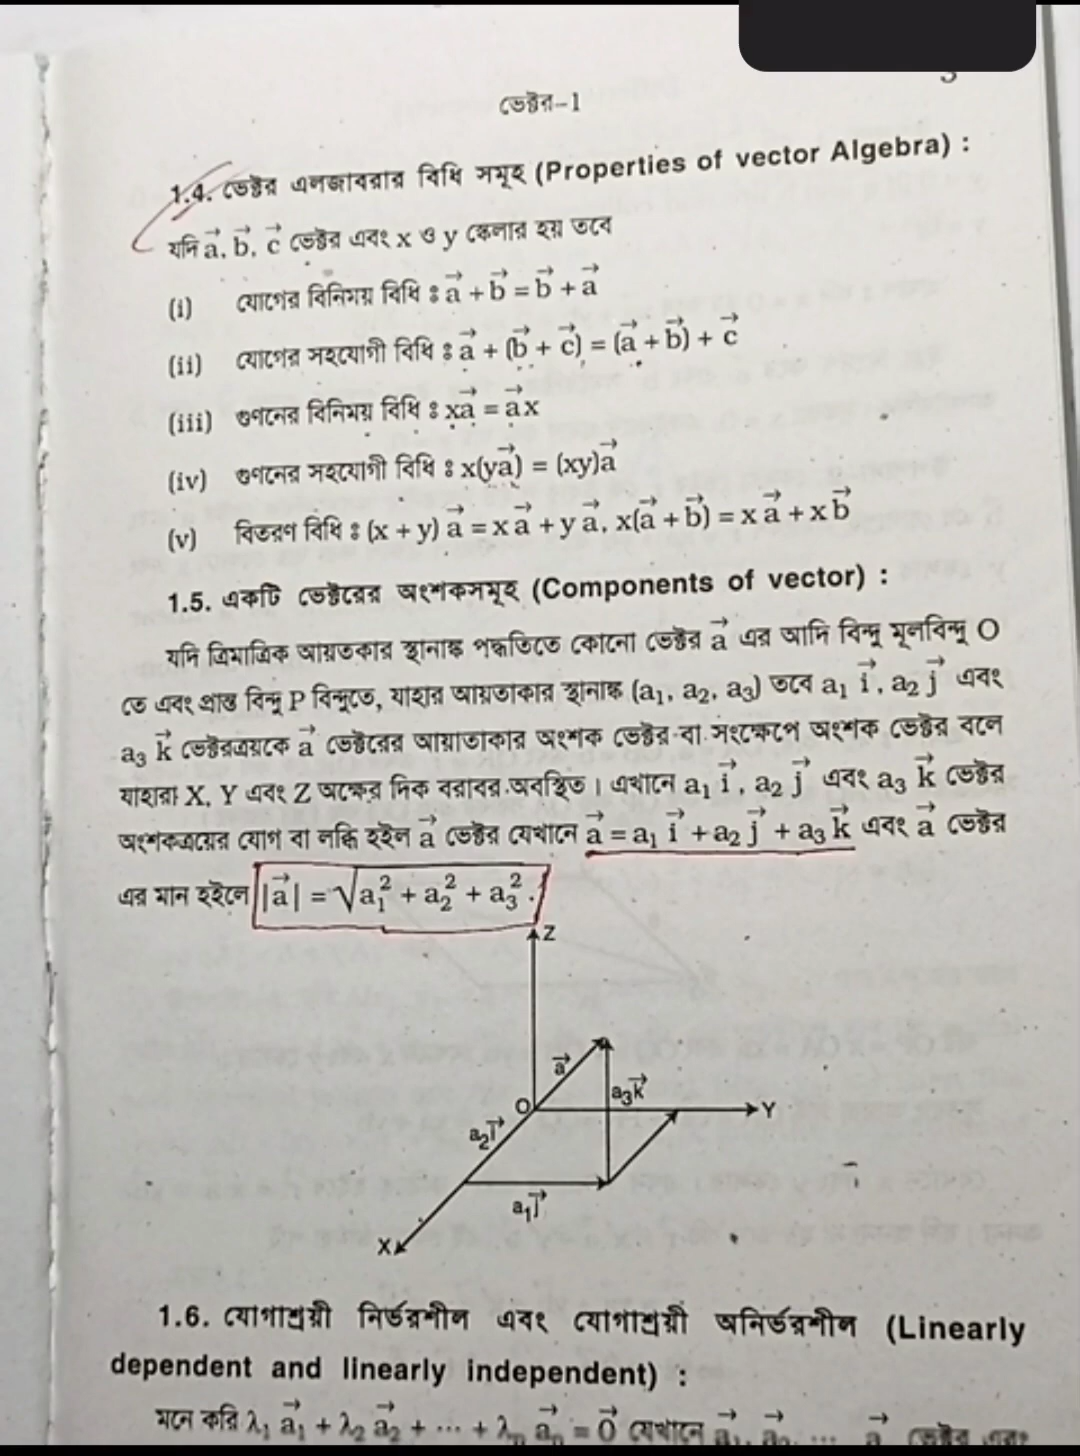 ভেক্টর–1
1.4. ভেক্টর এলজাবরার বিধি সমূহ (Properties of vector Algebra) :
যদি a⃗, b⃗, c⃗ ভেক্টর এবং x ও y স্কেলার হয় তবে
(i) যোগের বিনিময় বিধি ঃ a⃗ + b⃗ = b⃗ + a⃗
(ii) যোগের সহযোগী বিধি ঃ a⃗ + (b⃗ + c⃗) = (a⃗ + b⃗) + c⃗
(iii) গুণনের বিনিময় বিধি ঃ xa⃗ = a⃗x
(iv) গুণনের সহযোগী বিধি ঃ x(ya⃗) = (xy)a⃗
(v) বিতরণ বিধি ঃ (x + y) a⃗ = x a⃗ + y a⃗, x(a⃗ + b⃗) = x a⃗ + x b⃗
1.5. একটি ভেক্টরের অংশকসমূহ (Components of vector) :
যদি ত্রিমাত্রিক আয়তকার স্থানাঙ্ক পদ্ধতিতে কোনো ভেক্টর a⃗ এর আদি বিন্দু মূলবিন্দু O
তে এবং প্রান্ত বিন্দু P বিন্দুতে, যাহার আয়তাকার স্থানাঙ্ক (a₁, a₂, a₃) তবে a₁ i⃗, a₂ j⃗ এবং
a₃ k⃗ ভেক্টরত্রয়কে a⃗ ভেক্টরের আয়াতাকার অংশক ভেক্টর বা সংক্ষেপে অংশক ভেক্টর বলে
যাহারা X, Y এবং Z অক্ষের দিক বরাবর অবস্থিত। এখানে a₁ i⃗, a₂ j⃗ এবং a₃ k⃗ ভেক্টর
অংশকত্রয়ের যোগ বা লব্ধি হইল a⃗ ভেক্টর যেখানে a⃗ = a₁ i⃗ + a₂ j⃗ + a₃ k⃗ এবং a⃗ ভেক্টর
এর মান হইলে |a⃗| = √a₁² + a₂² + a₃² .
Z
a⃗
a₃k⃗
O
Y
a₂i⃗
a₁j⃗
X
1.6. যোগাশ্রয়ী নির্ভরশীল এবং যোগাশ্রয়ী অনির্ভরশীল (Linearly
dependent and linearly independent) :
মনে করি λ₁ a⃗₁ + λ₂ a⃗₂ + ··· + λₙ a⃗ₙ = 0⃗ যেখানে a⃗₁, a⃗₂, ... a⃗ ভেক্টর এবং